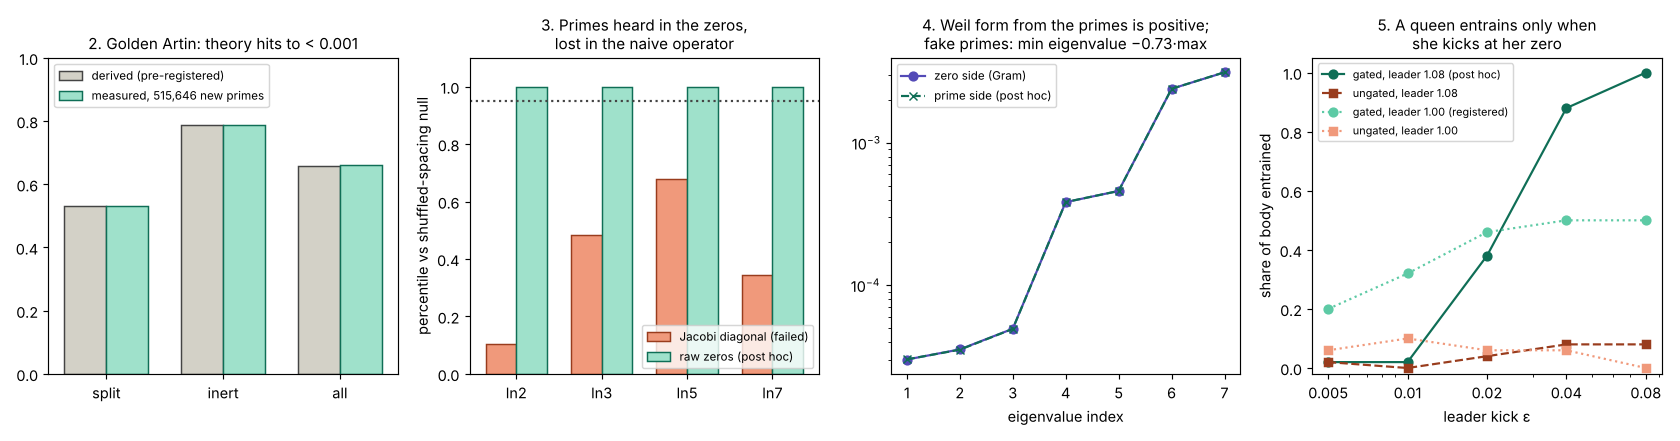 2. Golden Artin: theory hits to < 0.001
derived (pre-registered)
measured, 515,646 new primes
1.0
0.8
0.6
0.4
0.2
0.0
split
inert
all
3. Primes heard in the zeros,
lost in the naive operator
percentile vs shuffled-spacing null
1.0
0.8
0.6
0.4
0.2
0.0
Jacobi diagonal (failed)
raw zeros (post hoc)
ln2
ln3
ln5
ln7
4. Weil form from the primes is positive;
fake primes: min eigenvalue −0.73·max
zero side (Gram)
prime side (post hoc)
10⁻³
10⁻⁴
1
2
3
4
5
6
7
eigenvalue index
5. A queen entrains only when
she kicks at her zero
share of body entrained
gated, leader 1.08 (post hoc)
ungated, leader 1.08
gated, leader 1.00 (registered)
ungated, leader 1.00
1.0
0.8
0.6
0.4
0.2
0.0
0.005
0.01
0.02
0.04
0.08
leader kick ε